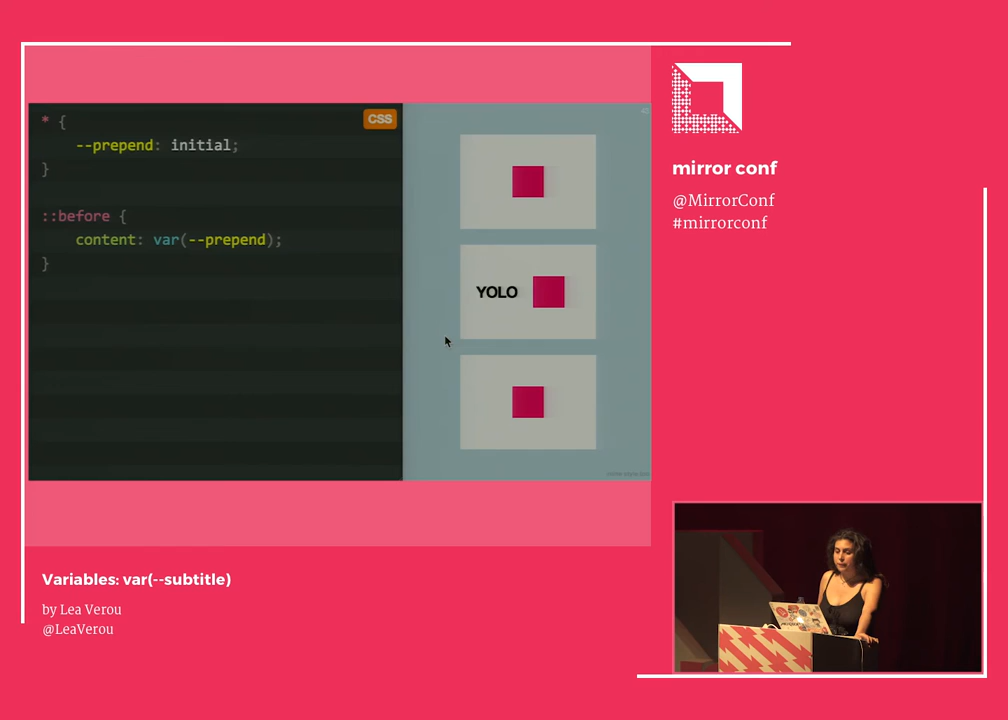 * {
--prepend: initial;
}
::before {
content: var(--prepend);
}
CSS
YOLO
mirror conf
@MirrorConf
#mirrorconf
Variables: var(--subtitle)
by Lea Verou
@LeaVerou